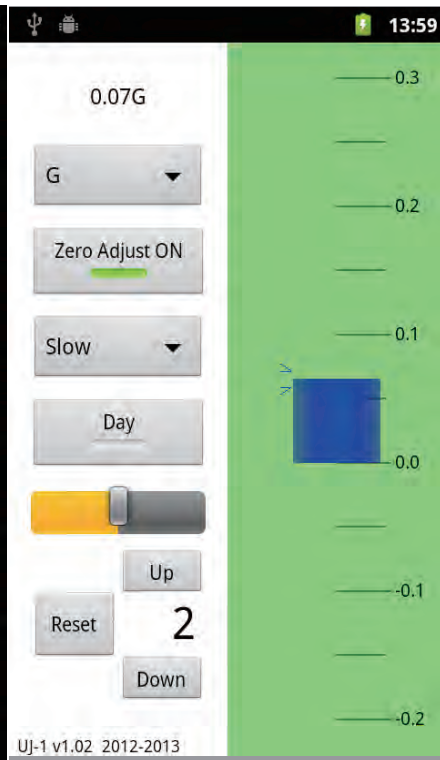 13:59
0.07G
G
Zero Adjust ON
Slow
Day
Up
Reset
2
Down
UJ-1 v1.02 2012-2013
0.3
0.2
0.1
0.0
-0.1
-0.2